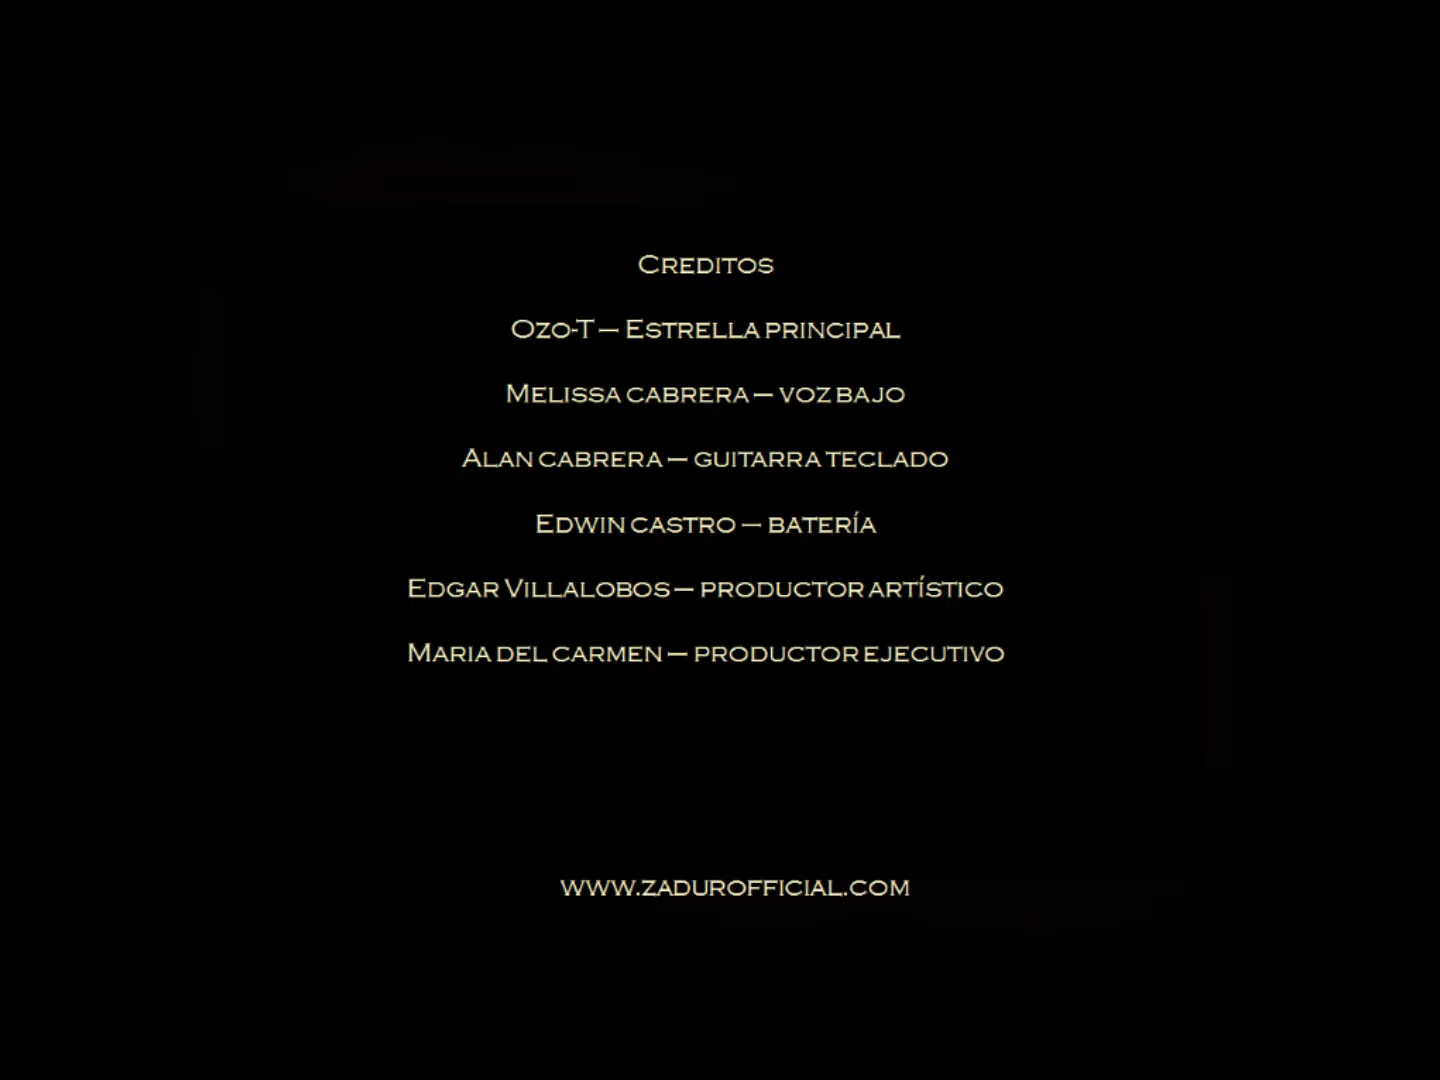 Creditos
Ozo-T – Estrella principal
Melissa cabrera – voz bajo
Alan cabrera – guitarra teclado
Edwin castro – batería
Edgar Villalobos – productor artístico
Maria del carmen – productor ejecutivo
www.zadurofficial.com